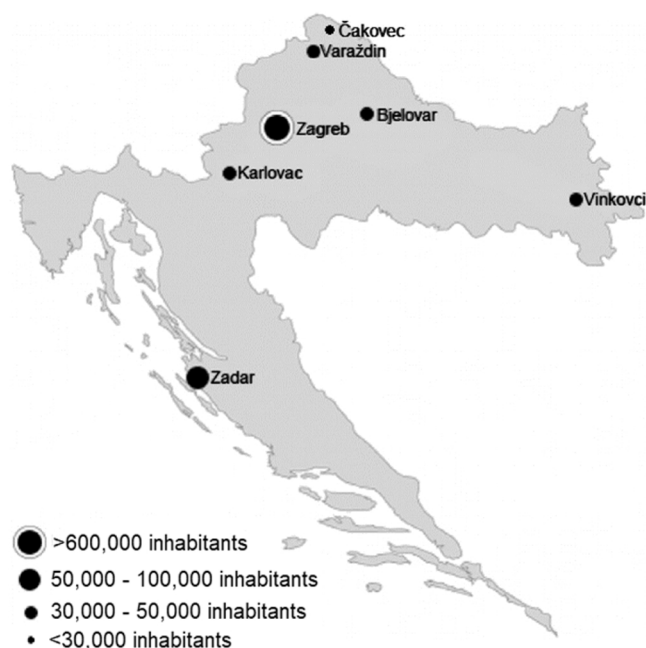 Čakovec
Varaždin
Bjelovar
Zagreb
Karlovac
Vinkovci
Zadar
>600,000 inhabitants
50,000 - 100,000 inhabitants
30,000 - 50,000 inhabitants
<30,000 inhabitants